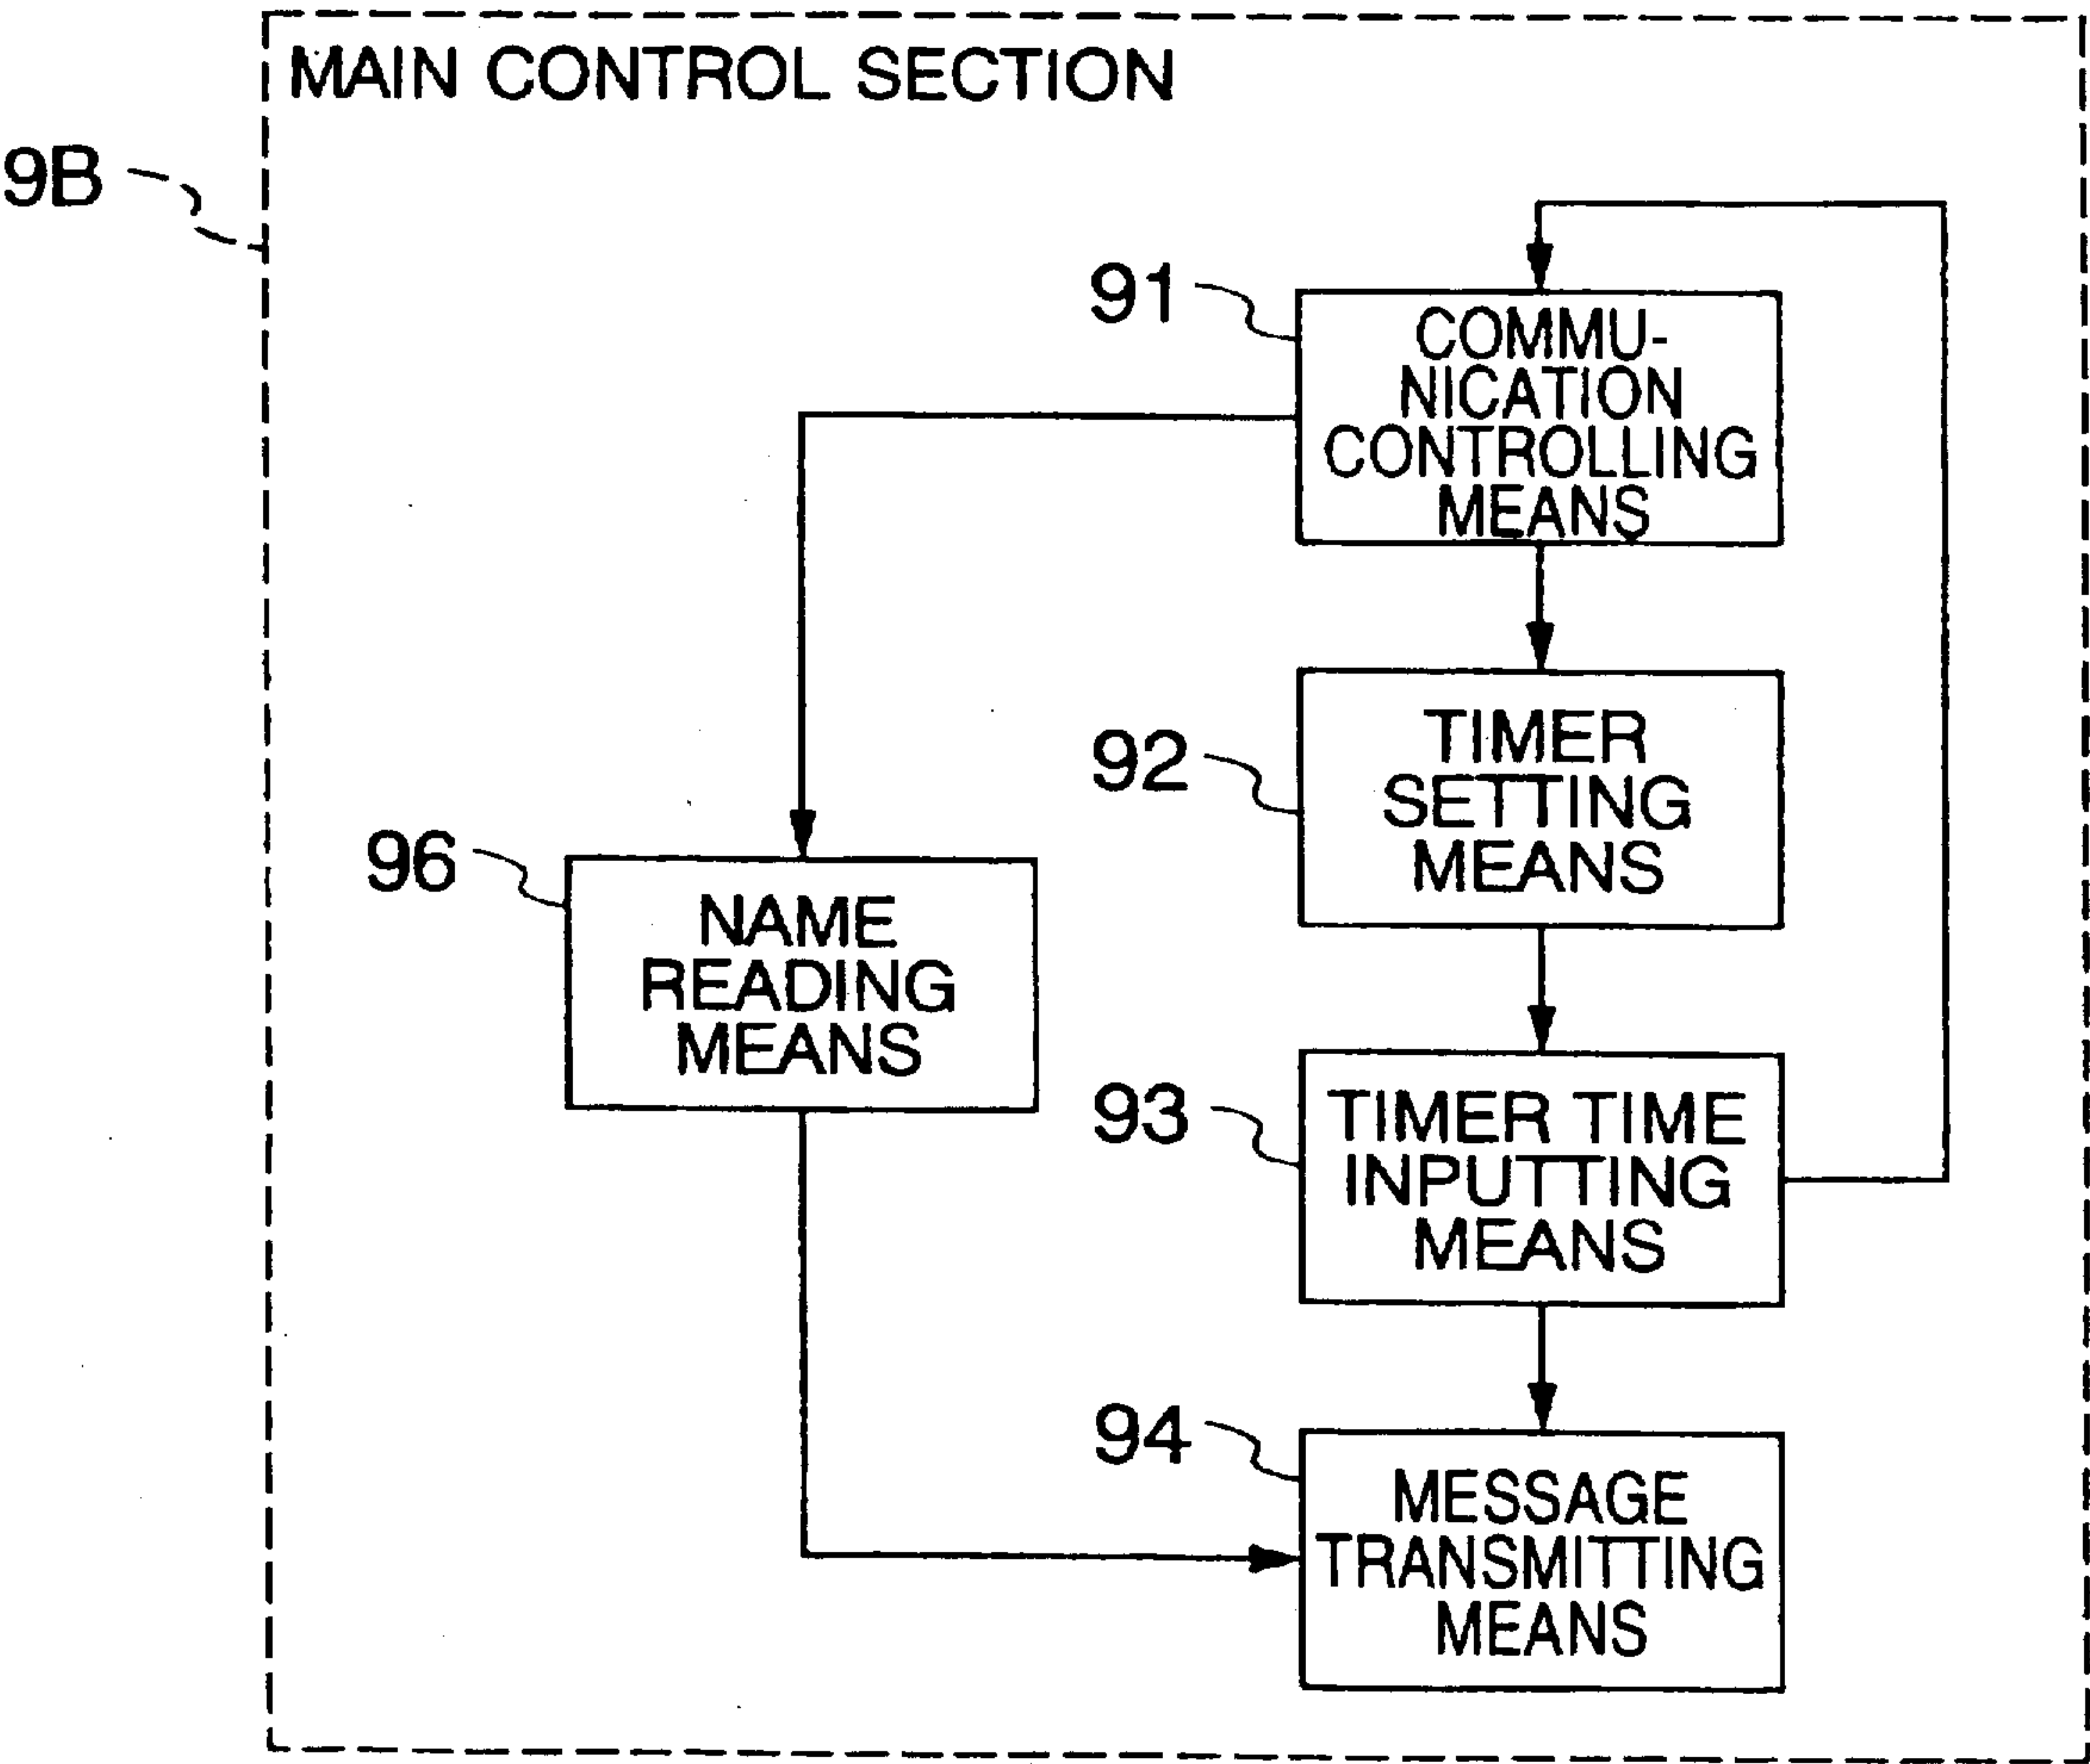 MAIN CONTROL SECTION
9B
91
COMMU-
NICATION
CONTROLLING
MEANS
92
TIMER
SETTING
MEANS
96
NAME
READING
MEANS
93
TIMER TIME
INPUTTING
MEANS
94
MESSAGE
TRANSMITTING
MEANS